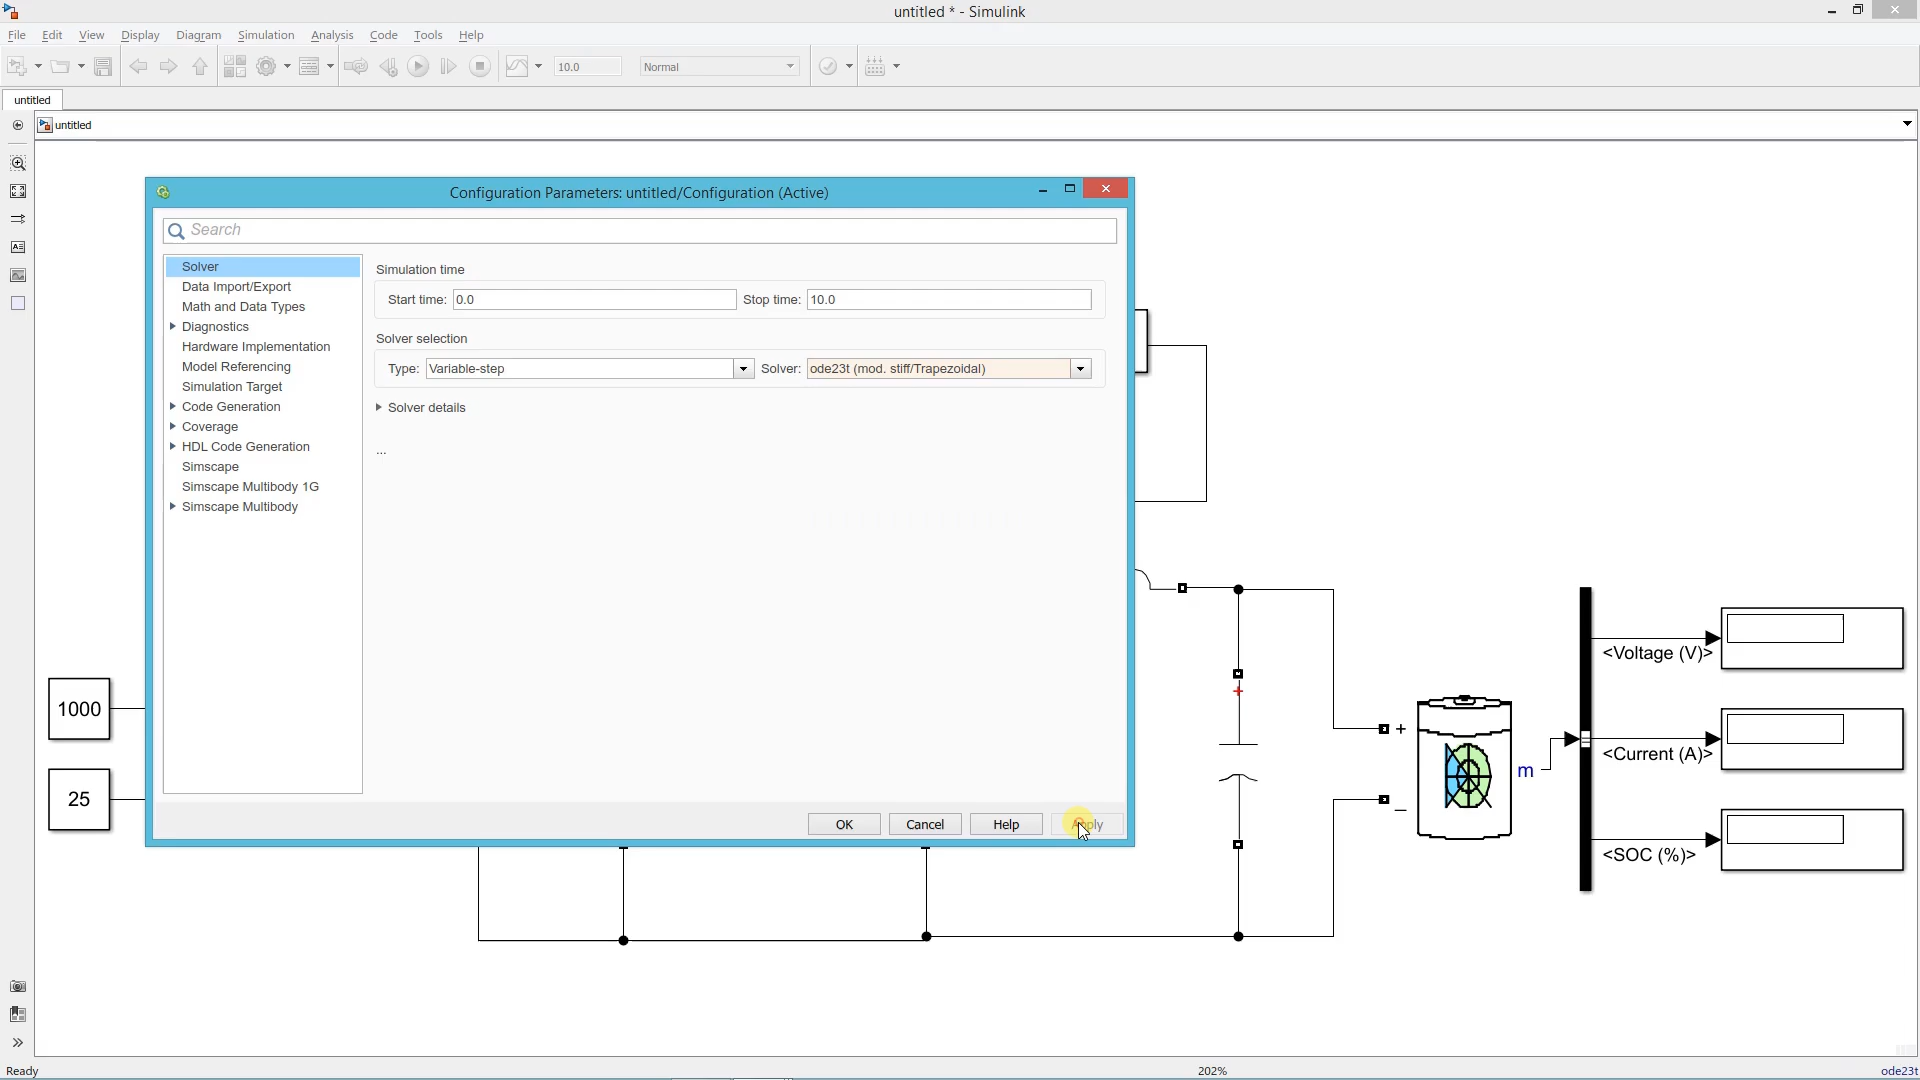 untitled * - Simulink
File Edit View Display Diagram Simulation Analysis Code Tools Help
10.0 Normal
untitled
untitled
Configuration Parameters: untitled/Configuration (Active)
Search
Solver
Data Import/Export
Math and Data Types
Diagnostics
Hardware Implementation
Model Referencing
Simulation Target
Code Generation
Coverage
HDL Code Generation
Simscape
Simscape Multibody 1G
Simscape Multibody
Simulation time
Start time: 0.0 Stop time: 10.0
Solver selection
Type: Variable-step Solver: ode23t (mod. stiff/Trapezoidal)
Solver details
...
OK Cancel Help Apply
1000
25
+
+
m
<Voltage (V)>
<Current (A)>
<SOC (%)>
Ready 202% ode23t